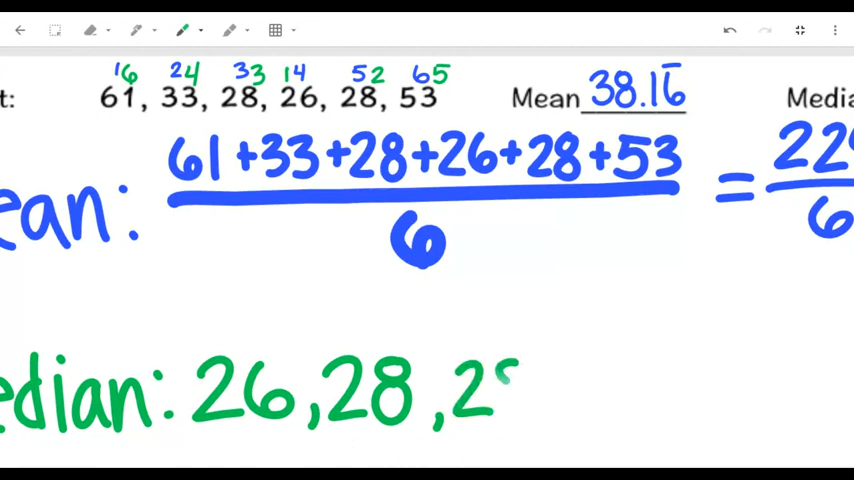 16 24 33 14 52 65
t: 61, 33, 28, 26, 28, 53 Mean 38.16̅ Media
61+33+28+26+28+53 / 6 = 22 / 6
ean:
edian: 26, 28, 2